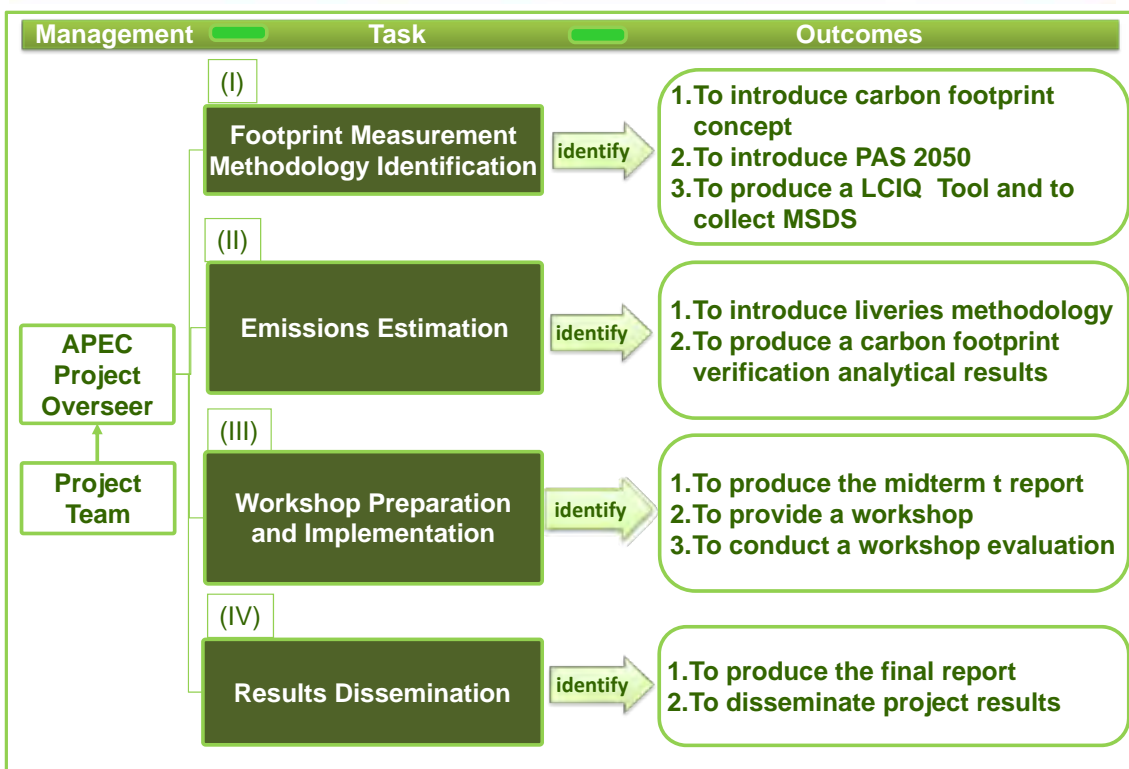 Management Task Outcomes
(I)
Footprint Measurement
Methodology Identification
identify
1.To introduce carbon footprint
concept
2.To introduce PAS 2050
3.To produce a LCIQ Tool and to
collect MSDS
(II)
Emissions Estimation
identify
1.To introduce liveries methodology
2.To produce a carbon footprint
verification analytical results
APEC
Project
Overseer
Project
Team
(III)
Workshop Preparation
and Implementation
identify
1.To produce the midterm t report
2.To provide a workshop
3.To conduct a workshop evaluation
(IV)
Results Dissemination
identify
1.To produce the final report
2.To disseminate project results